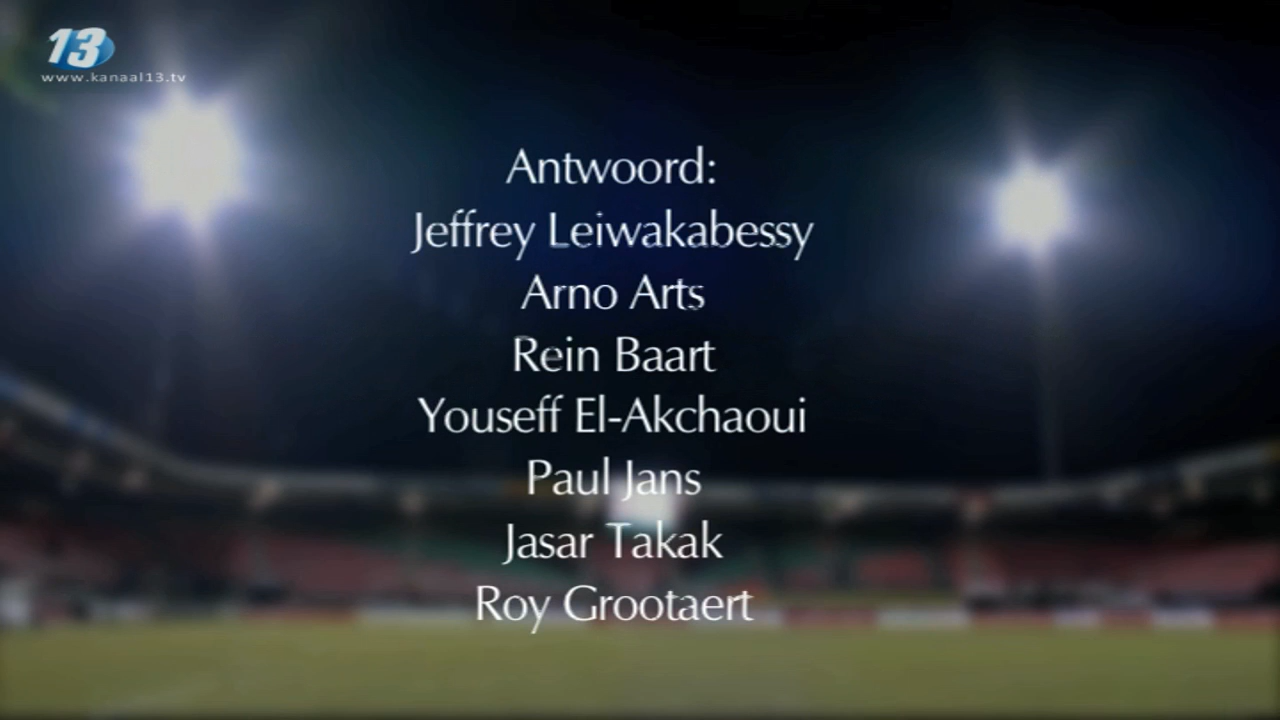 13
www.kanaal13.tv
Antwoord:
Jeffrey Leiwakabessy
Arno Arts
Rein Baart
Youseff El-Akchaoui
Paul Jans
Jasar Takak
Roy Grootaert